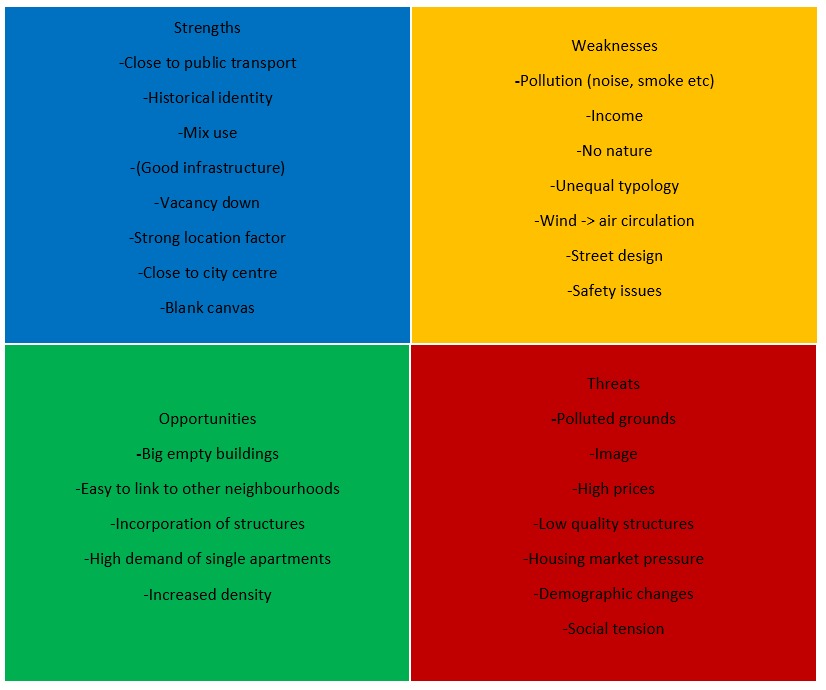 Strengths
-Close to public transport
-Historical identity
-Mix use
-(Good infrastructure)
-Vacancy down
-Strong location factor
-Close to city centre
-Blank canvas
Weaknesses
-Pollution (noise, smoke etc)
-Income
-No nature
-Unequal typology
-Wind -> air circulation
-Street design
-Safety issues
Opportunities
-Big empty buildings
-Easy to link to other neighbourhoods
-Incorporation of structures
-High demand of single apartments
-Increased density
Threats
-Polluted grounds
-Image
-High prices
-Low quality structures
-Housing market pressure
-Demographic changes
-Social tension